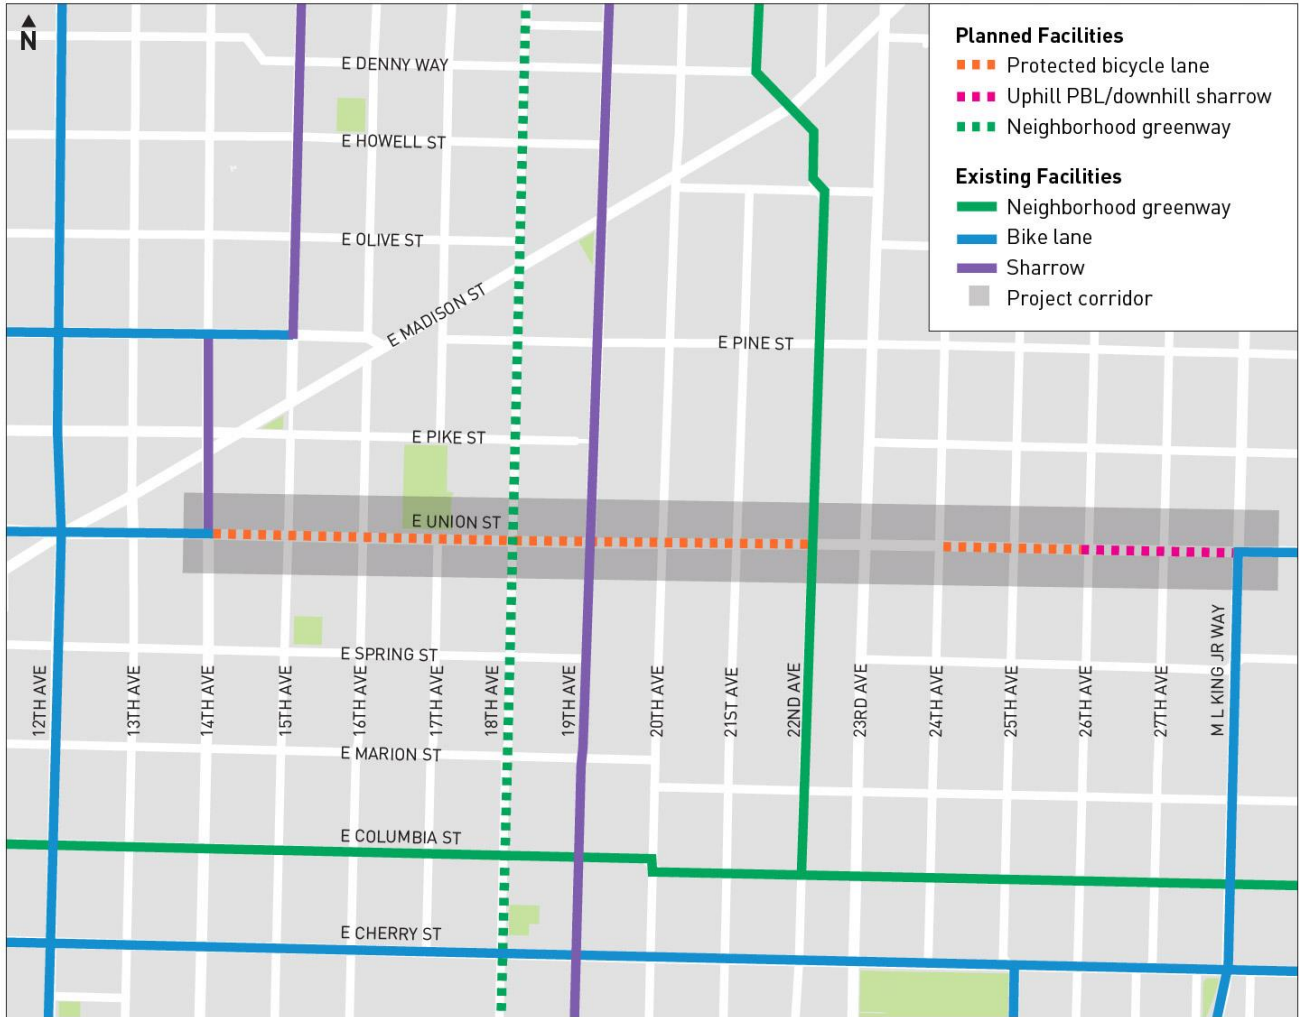 N
Planned Facilities
Protected bicycle lane
Uphill PBL/downhill sharrow
Neighborhood greenway
Existing Facilities
Neighborhood greenway
Bike lane
Sharrow
Project corridor
E DENNY WAY
E HOWELL ST
E OLIVE ST
E MADISON ST
E PINE ST
E PIKE ST
E UNION ST
E SPRING ST
12TH AVE
13TH AVE
14TH AVE
15TH AVE
16TH AVE
17TH AVE
18TH AVE
19TH AVE
20TH AVE
21ST AVE
22ND AVE
23RD AVE
24TH AVE
25TH AVE
26TH AVE
27TH AVE
M L KING JR WAY
E MARION ST
E COLUMBIA ST
E CHERRY ST